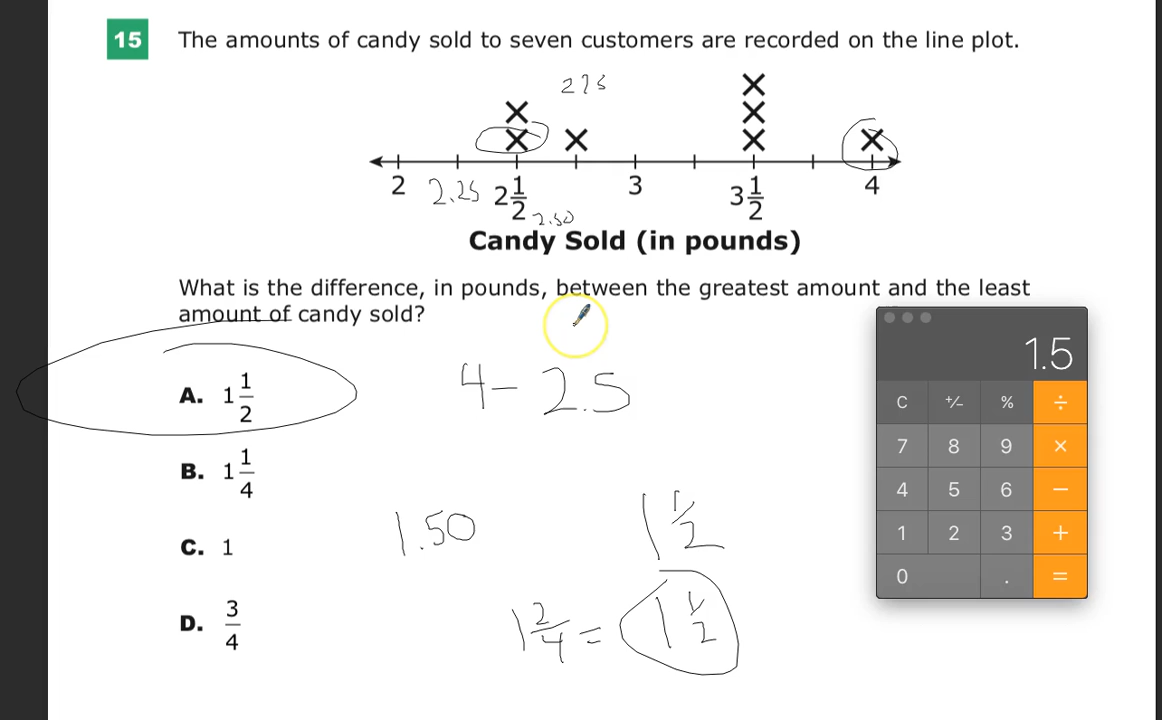 15 The amounts of candy sold to seven customers are recorded on the line plot.
275
2 2.25 2 1/2 3 3 1/2 4
2.50
Candy Sold (in pounds)
What is the difference, in pounds, between the greatest amount and the least
amount of candy sold?
A. 1 1/2
B. 1 1/4
C. 1
D. 3/4
4 - 2.5
1.50
1 1/2
1 2/4 = 1 1/2
1.5
C +/- % ÷
7 8 9 ×
4 5 6 −
1 2 3 +
0 . =